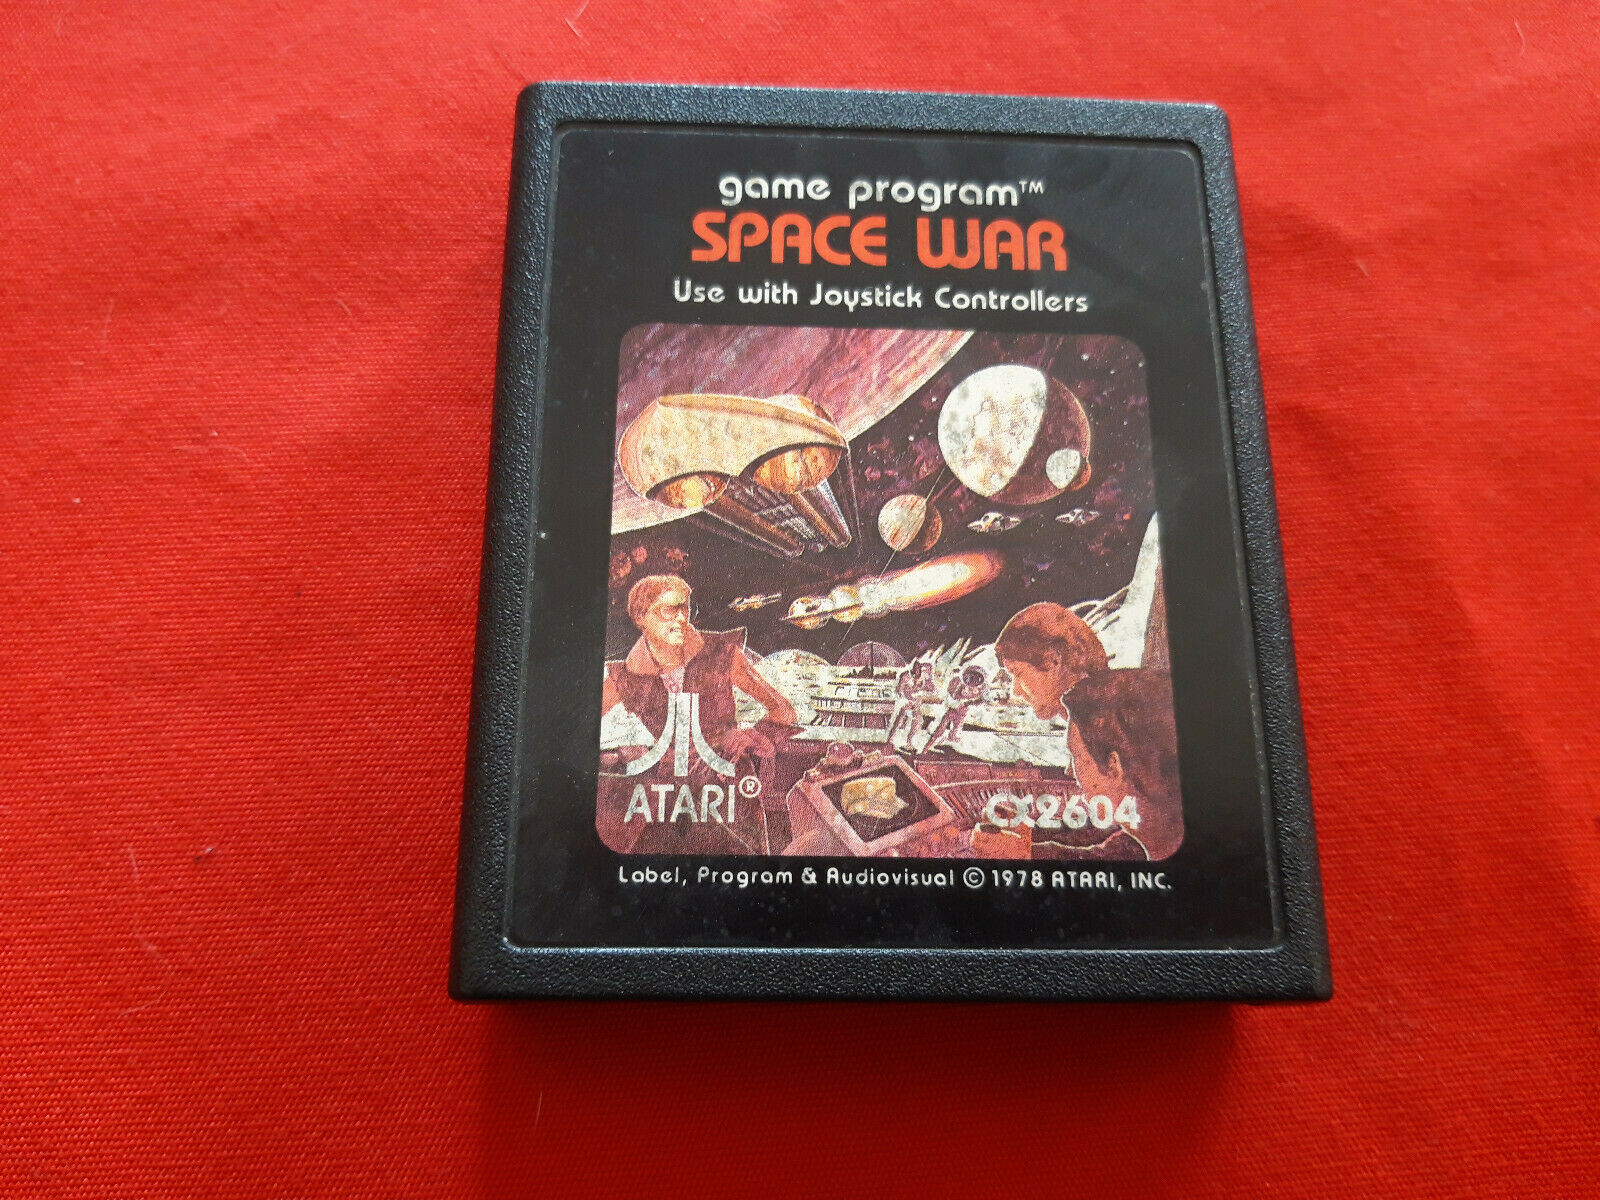 game program™
SPACE WAR
Use with Joystick Controllers
ATARI®
CX2604
Label, Program & Audiovisual © 1978 ATARI, INC.